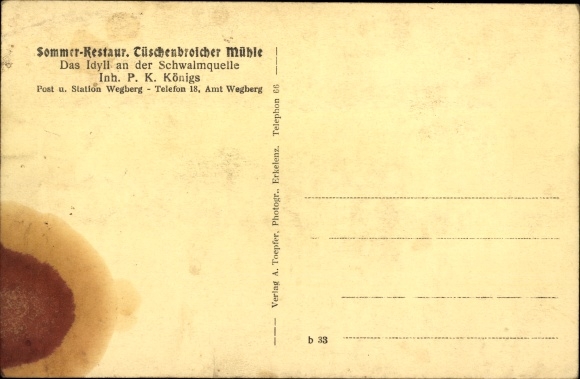 Sommer-Restaur. Tüschenbroicher Mühle
Das Idyll an der Schwalmquelle
Inh. P. K. Königs
Post u. Station Wegberg - Telefon 18, Amt Wegberg
Verlag A. Toepfer, Photogr., Erkelenz. Telephon 66
b 33